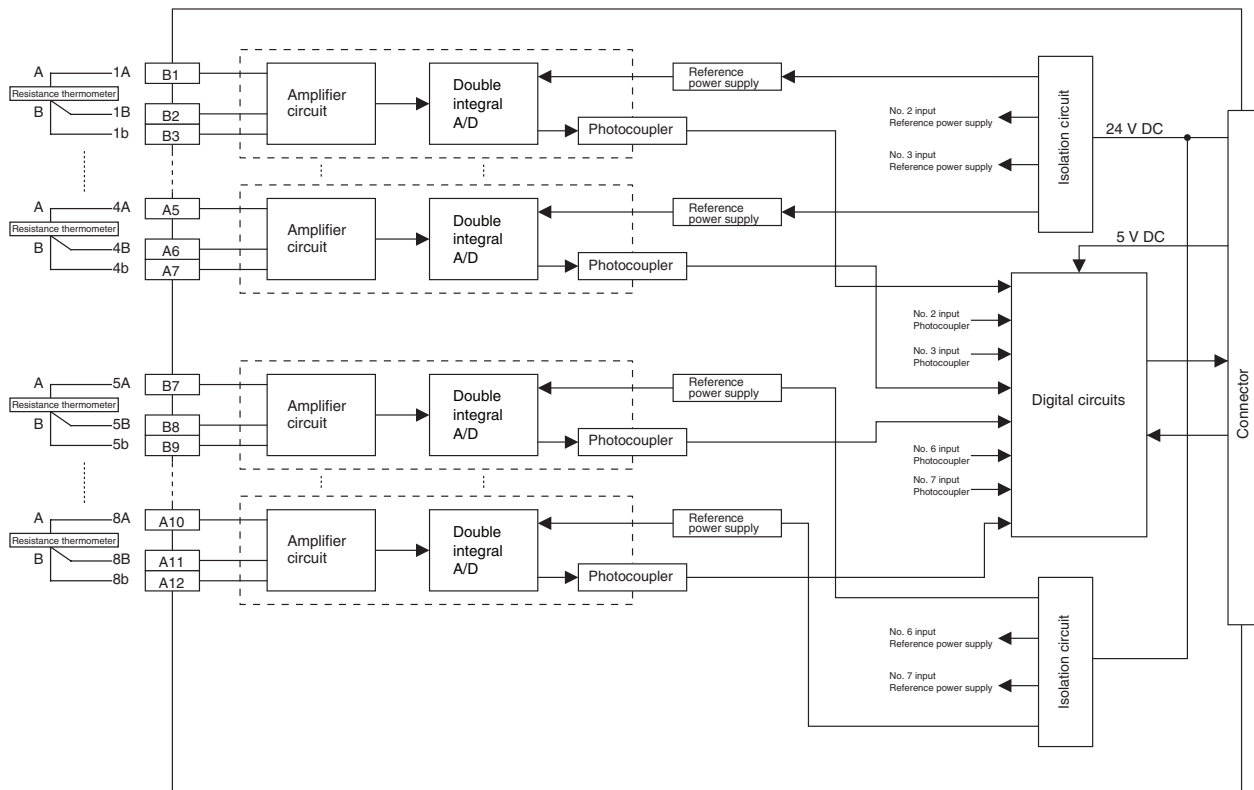 A
1A
Resistance thermometer
B
1B
1b
B1
B2
B3
Amplifier
circuit
Double
integral
A/D
Photocoupler
Reference
power supply
No. 2 input
Reference power supply
No. 3 input
Reference power supply
Isolation circuit
24 V DC
A
4A
Resistance thermometer
B
4B
4b
A5
A6
A7
Amplifier
circuit
Double
integral
A/D
Photocoupler
Reference
power supply
5 V DC
No. 2 input
Photocoupler
No. 3 input
Photocoupler
Digital circuits
Connector
A
5A
Resistance thermometer
B
5B
5b
B7
B8
B9
Amplifier
circuit
Double
integral
A/D
Photocoupler
Reference
power supply
No. 6 input
Photocoupler
No. 7 input
Photocoupler
A
8A
Resistance thermometer
B
8B
8b
A10
A11
A12
Amplifier
circuit
Double
integral
A/D
Photocoupler
Reference
power supply
No. 6 input
Reference power supply
No. 7 input
Reference power supply
Isolation circuit